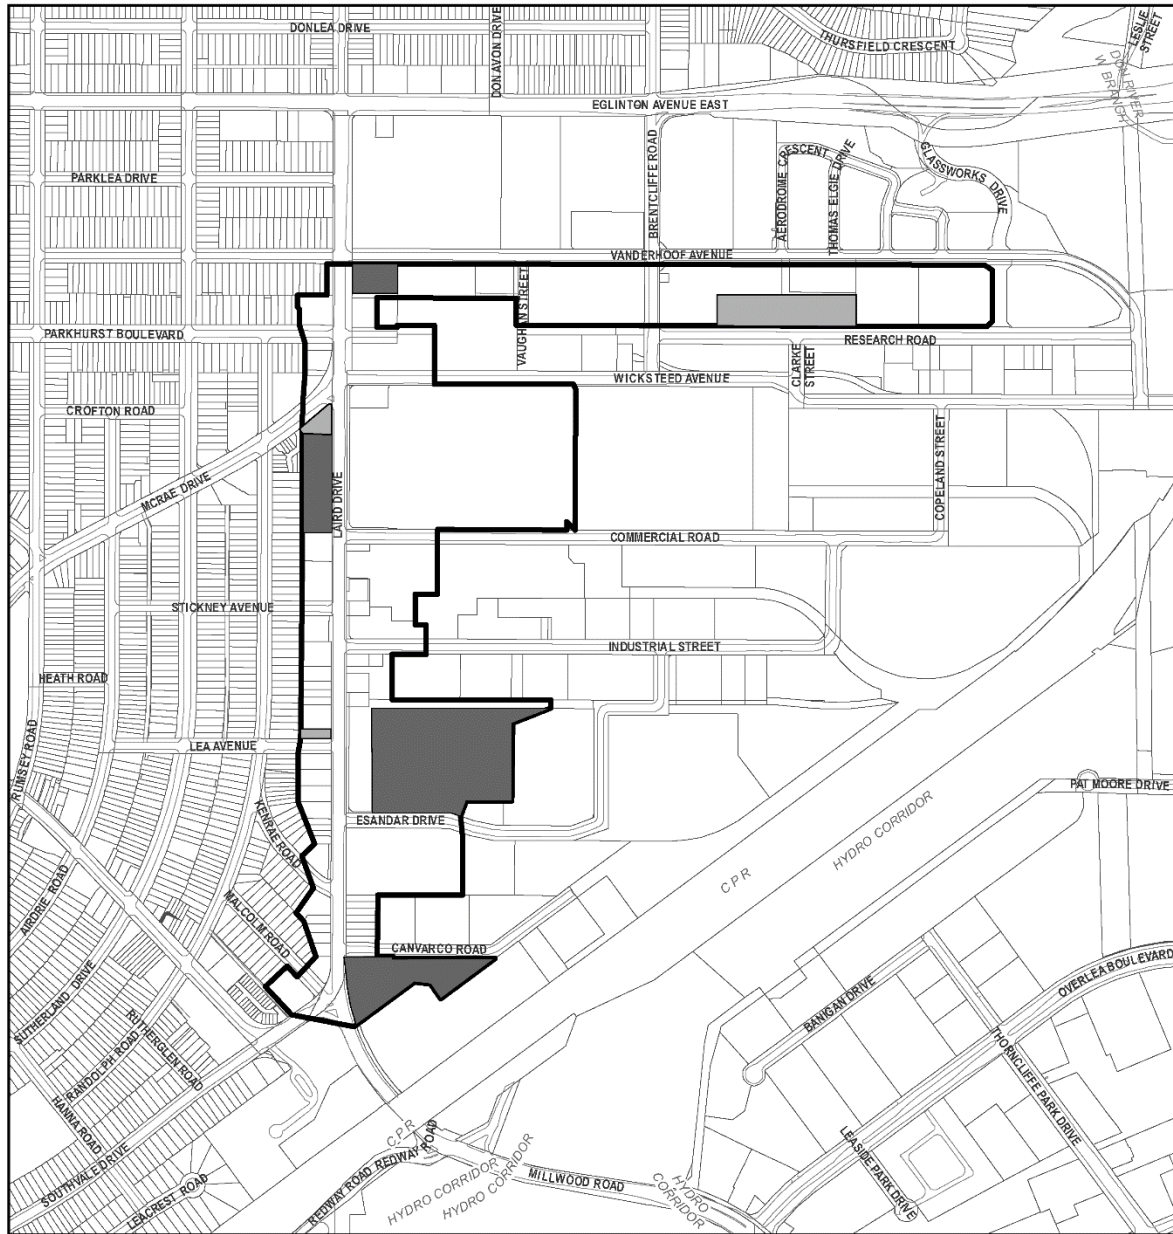 DONLEA DRIVE
DON AVON DRIVE
THURSFIELD CRESCENT
LESLIE
STREET
DON RIVER
W BRANCH
EGLINTON AVENUE EAST
PARKLEA DRIVE
BRENTCLIFFE ROAD
AERODROME CRESCENT
THOMAS ELGIE DRIVE
GLASSWORKS DRIVE
VANDERHOOF AVENUE
PARKHURST BOULEVARD
VAUGHAN STREET
RESEARCH ROAD
CLARKE
STREET
WICKSTEED AVENUE
CROFTON ROAD
MCRAE DRIVE
LAIRD DRIVE
COPELAND STREET
COMMERCIAL ROAD
STICKNEY AVENUE
INDUSTRIAL STREET
HEATH ROAD
RUMSEY ROAD
LEA AVENUE
KENRAE ROAD
ESANDAR DRIVE
PAT MOORE DRIVE
HYDRO CORRIDOR
CPR
AIRDRIE ROAD
MALCOLM ROAD
CANVARCO ROAD
SUTHERLAND DRIVE
BANIGAN DRIVE
OVERLEA BOULEVARD
RUTHERGLEN ROAD
RANDOLPH ROAD
HANNA ROAD
THORNCLIFFE PARK DRIVE
SOUTHVALE DRIVE
LEACREST ROAD
CPR
REDWAY ROAD
REDWAY ROAD
HYDRO CORRIDOR
HYDRO CORRIDOR
MILLWOOD ROAD
HYDRO
CORRIDOR
LEASIDE PARK DRIVE